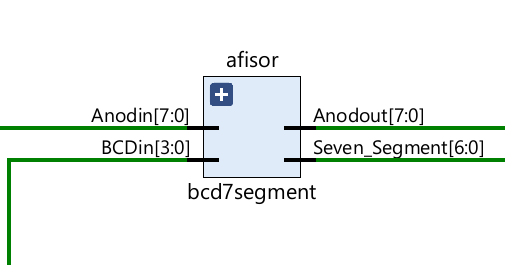 afisor
Anodin[7:0]
Anodout[7:0]
BCDin[3:0]
Seven_Segment[6:0]
bcd7segment